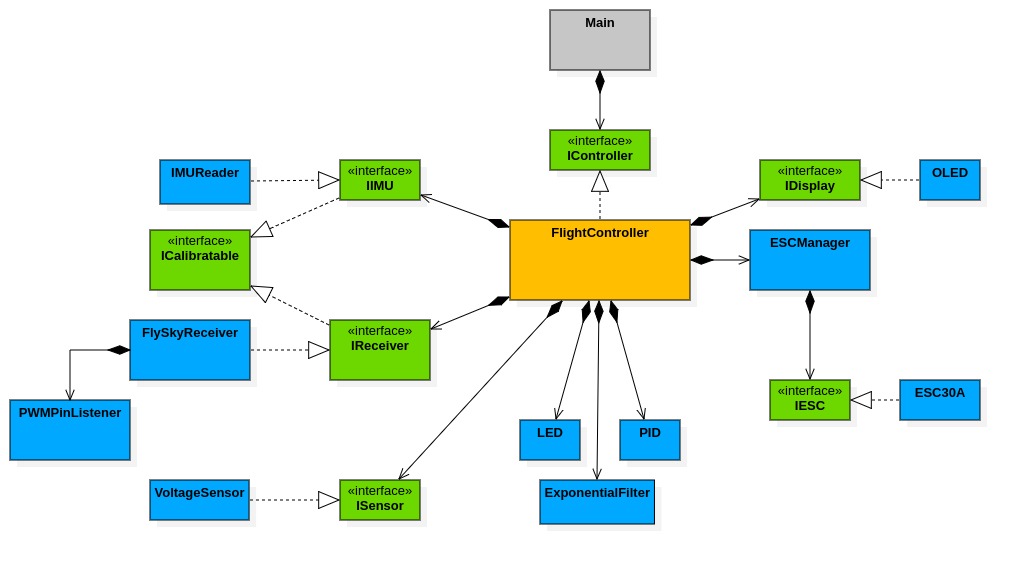 Main
«interface»
IController
IMUReader
«interface»
IIMU
«interface»
IDisplay
OLED
«interface»
ICalibratable
FlightController
ESCManager
FlySkyReceiver
«interface»
IReceiver
PWMPinListener
LED
PID
«interface»
IESC
ESC30A
VoltageSensor
«interface»
ISensor
ExponentialFilter